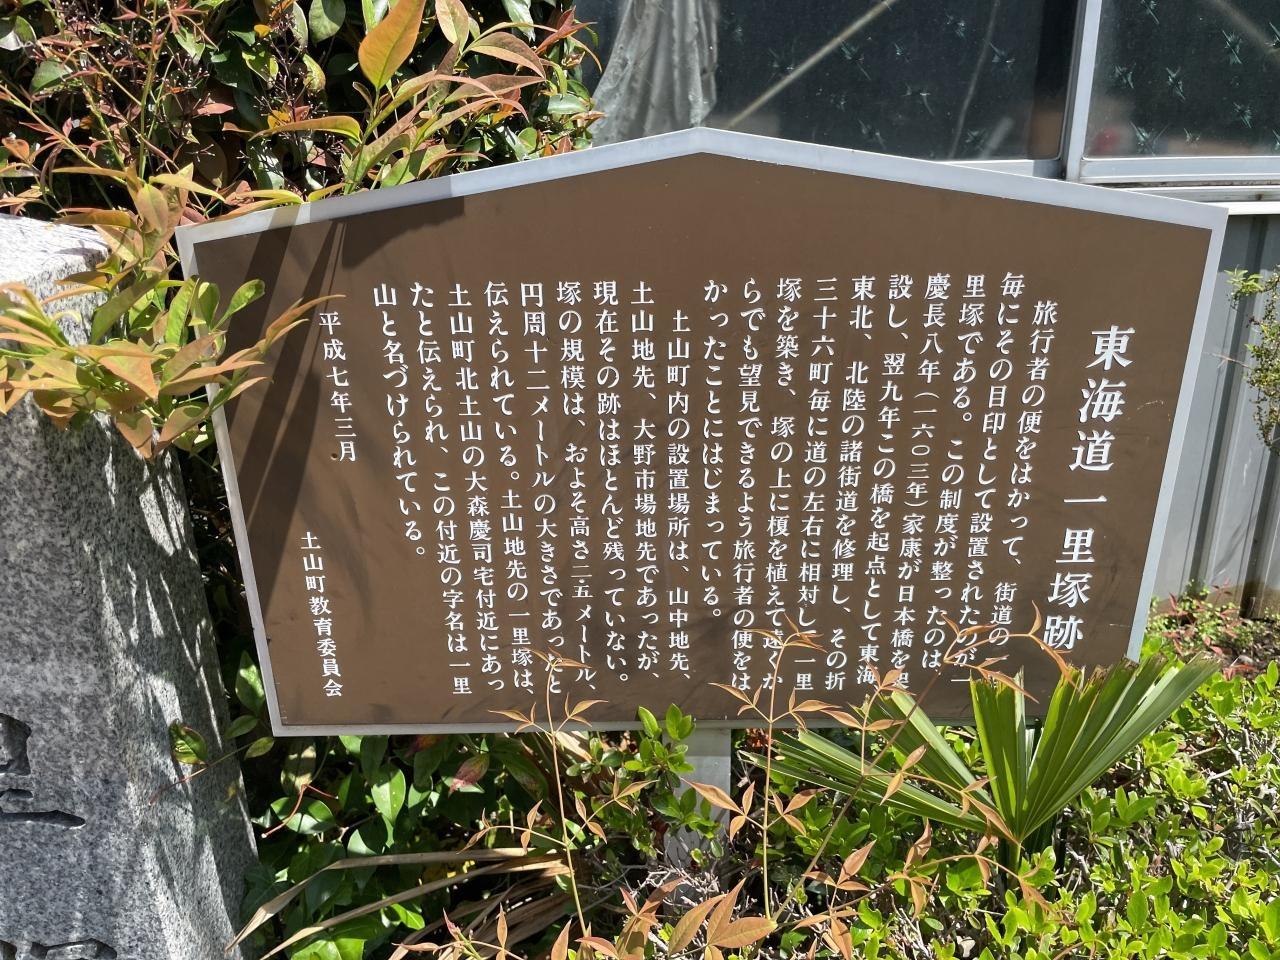 東海道一里塚跡
旅行者の便をはかって、街道の一
里毎にその目印として設置されたのが一
里塚である。この制度が整ったのは、
慶長八年(一六〇三年)家康が日本橋を架
設し、翌九年この橋を起点として東海、
東北、北陸の諸街道を修理し、その折
三十六町毎に道の左右に相対し一里
塚を築き、塚の上に榎を植えて遠くか
らでも望見できるよう旅行者の便をは
かったことにはじまっている。
土山町内の設置場所は、山中地先、
土山地先、大野市場地先であったが、
現在その跡はほとんど残っていない。
塚の規模は、およそ高さ二・五メートル、
円周十二メートルの大きさであったと
伝えられている。土山地先の一里塚は、
土山町北土山の大森慶司宅付近にあっ
たと伝えられ、この付近の字名は一里
山と名づけられている。
平成七年三月
土山町教育委員会